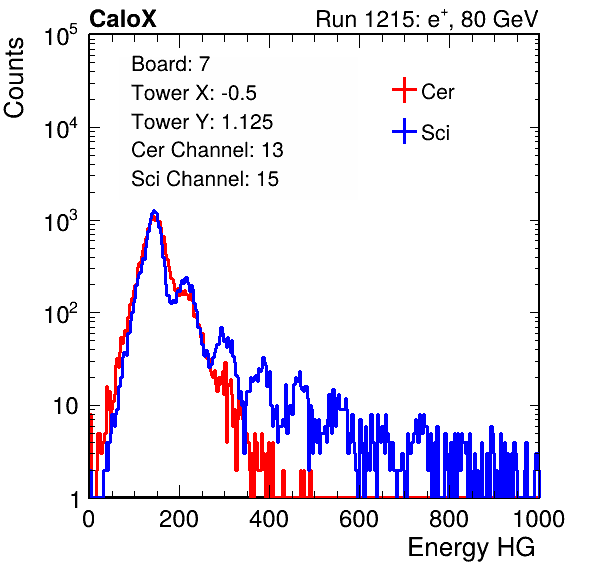 CaloX Run 1215: e⁺, 80 GeV
Counts
10⁵
10⁴
10³
10²
10
1
Board: 7
Tower X: -0.5
Tower Y: 1.125
Cer Channel: 13
Sci Channel: 15
Cer
Sci
0 200 400 600 800 1000
Energy HG